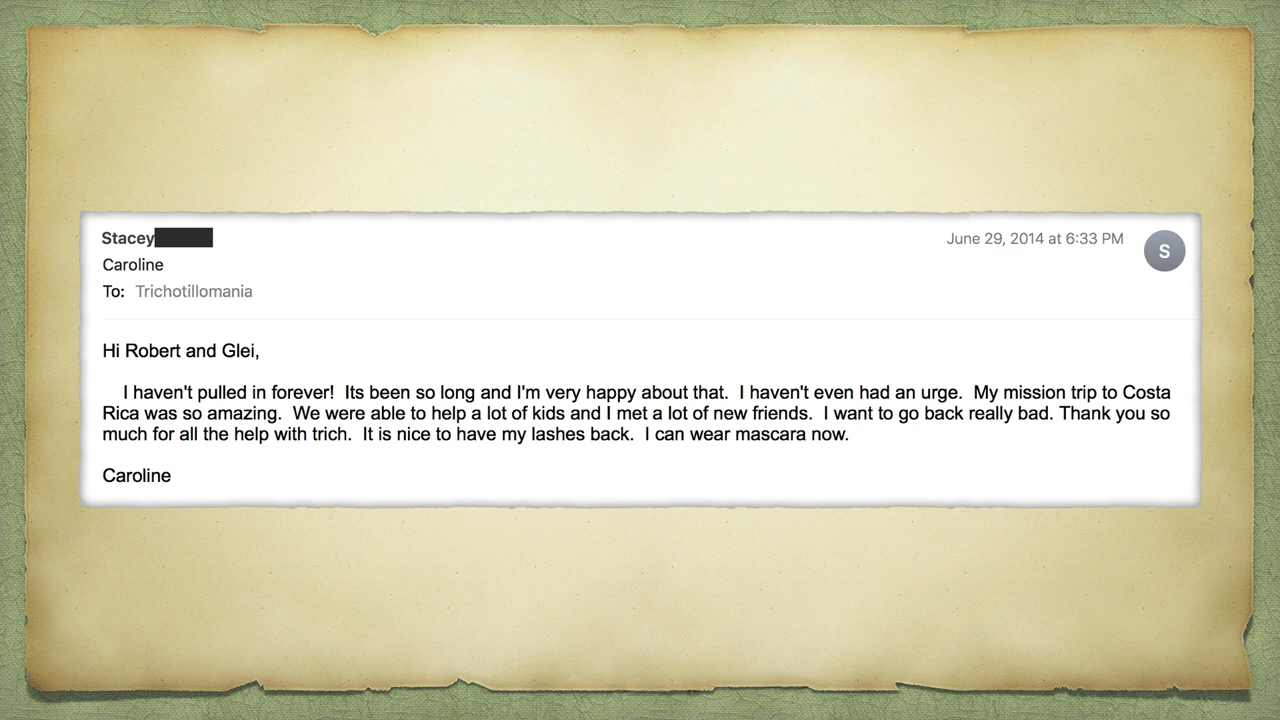 Stacey
June 29, 2014 at 6:33 PM
S
Caroline
To: Trichotillomania
Hi Robert and Glei,
I haven't pulled in forever! Its been so long and I'm very happy about that. I haven't even had an urge. My mission trip to Costa
Rica was so amazing. We were able to help a lot of kids and I met a lot of new friends. I want to go back really bad. Thank you so
much for all the help with trich. It is nice to have my lashes back. I can wear mascara now.
Caroline